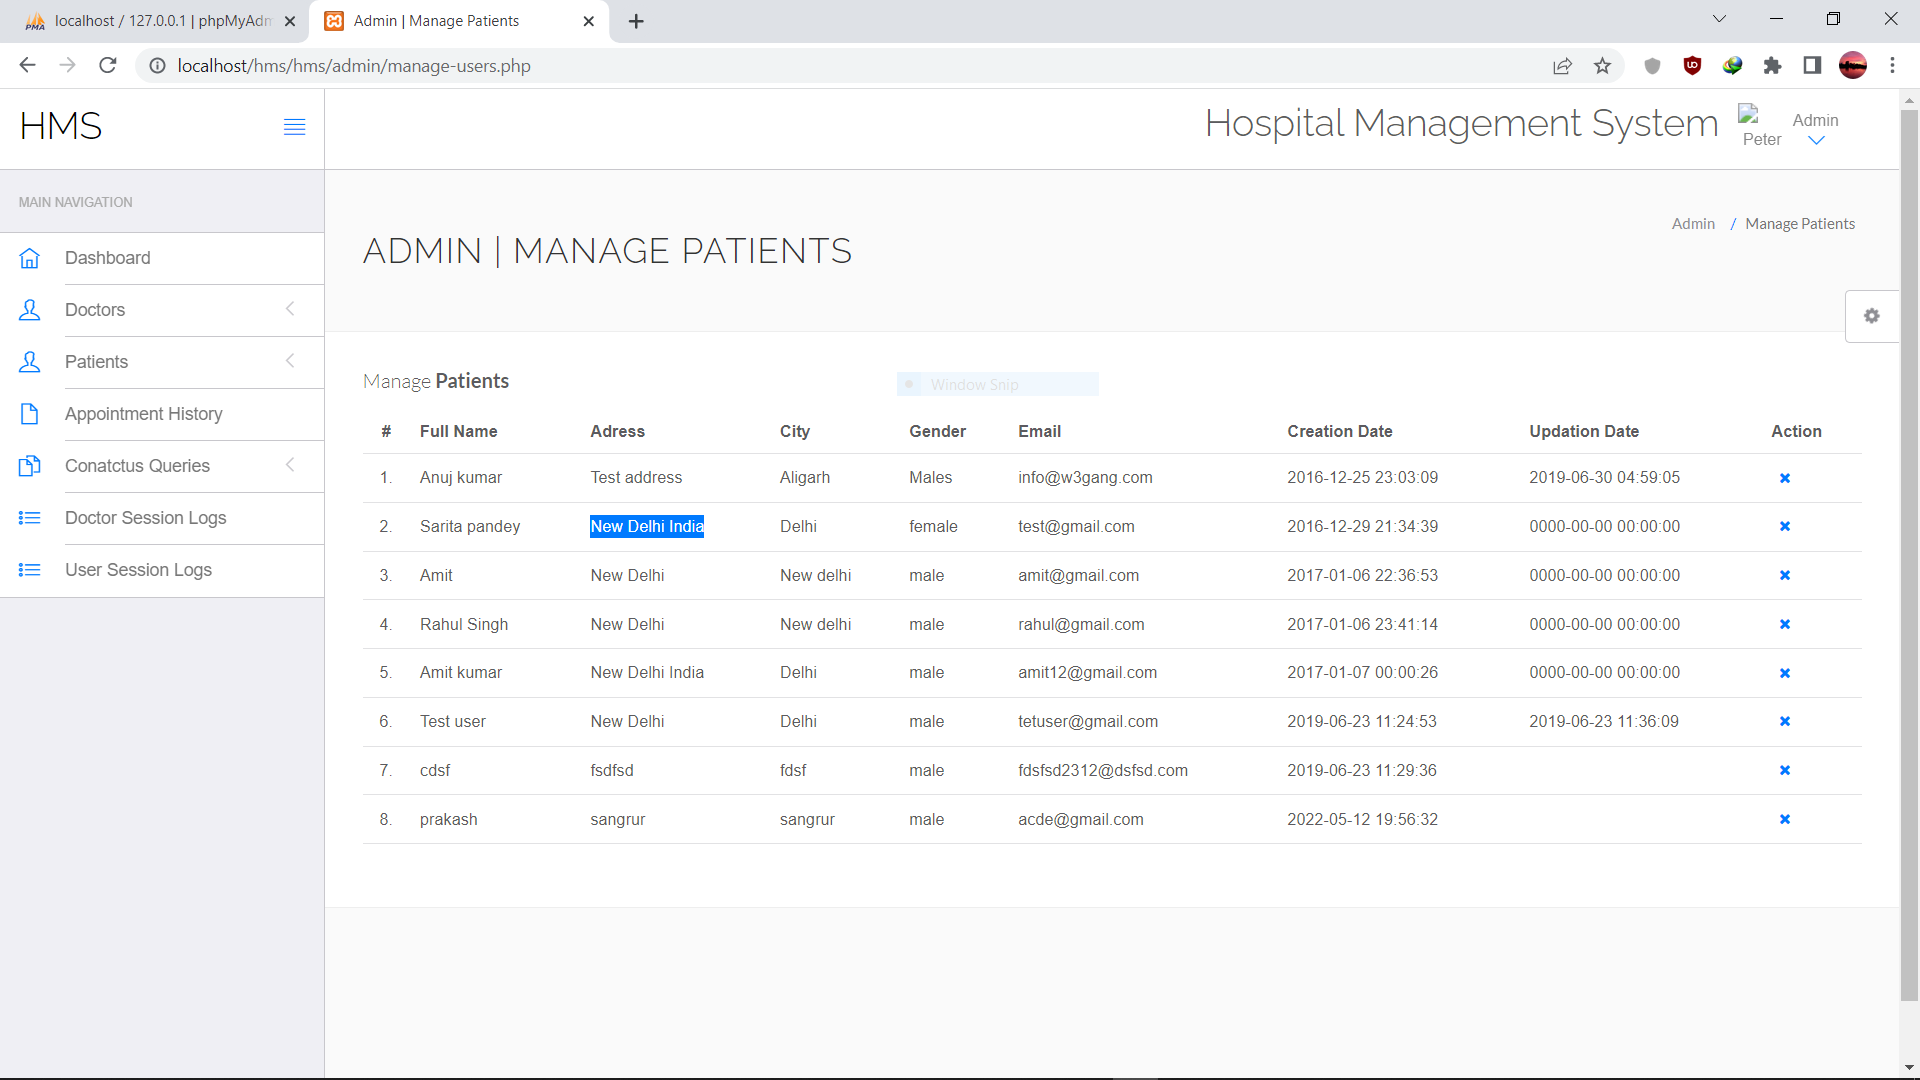 localhost / 127.0.0.1 | phpMyAdm
Admin | Manage Patients
localhost/hms/hms/admin/manage-users.php
HMS
Hospital Management System
Peter
Admin
MAIN NAVIGATION
Dashboard
Doctors
Patients
Appointment History
Conatctus Queries
Doctor Session Logs
User Session Logs
ADMIN | MANAGE PATIENTS
Admin / Manage Patients
Manage Patients
Window Snip
# Full Name Adress City Gender Email Creation Date Updation Date Action
1. Anuj kumar Test address Aligarh Males info@w3gang.com 2016-12-25 23:03:09 2019-06-30 04:59:05
2. Sarita pandey New Delhi India Delhi female test@gmail.com 2016-12-29 21:34:39 0000-00-00 00:00:00
3. Amit New Delhi New delhi male amit@gmail.com 2017-01-06 22:36:53 0000-00-00 00:00:00
4. Rahul Singh New Delhi New delhi male rahul@gmail.com 2017-01-06 23:41:14 0000-00-00 00:00:00
5. Amit kumar New Delhi India Delhi male amit12@gmail.com 2017-01-07 00:00:26 0000-00-00 00:00:00
6. Test user New Delhi Delhi male tetuser@gmail.com 2019-06-23 11:24:53 2019-06-23 11:36:09
7. cdsf fsdfsd fdsf male fdsfsd2312@dsfsd.com 2019-06-23 11:29:36
8. prakash sangrur sangrur male acde@gmail.com 2022-05-12 19:56:32